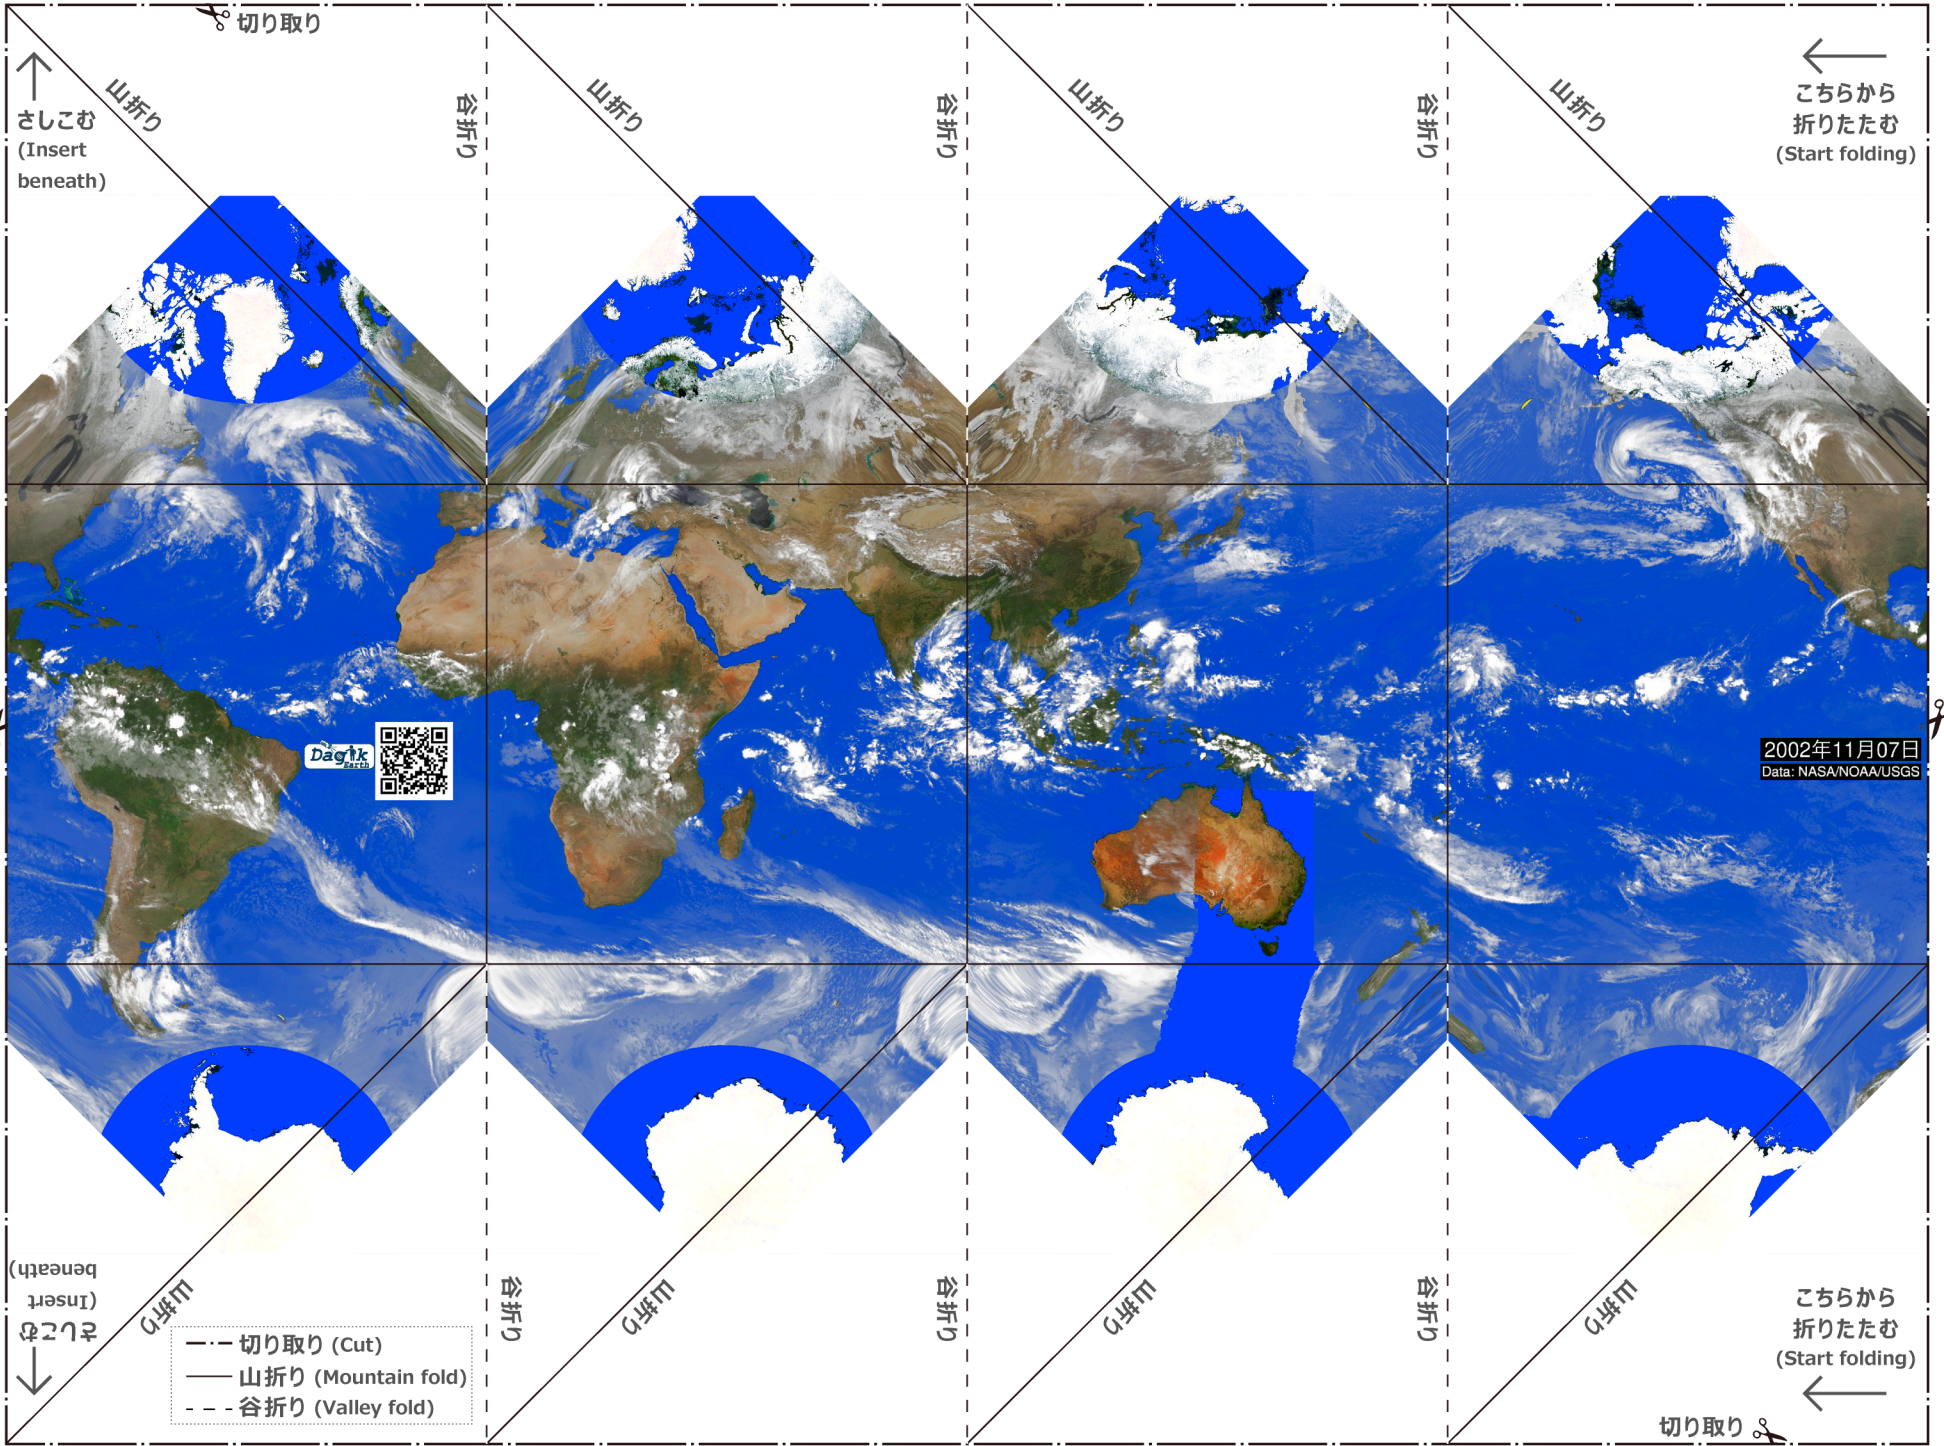 切り取り
山折り
谷折り
山折り
谷折り
山折り
谷折り
山折り
こちらから
折りたたむ
(Start folding)
さしこむ
(Insert
beneath)
Dagik
Earth
2002年11月07日
Data: NASA/NOAA/USGS
さしこむ
(Insert
beneath)
山折り
谷折り
山折り
谷折り
山折り
谷折り
山折り
こちらから
折りたたむ
(Start folding)
切り取り (Cut)
山折り (Mountain fold)
谷折り (Valley fold)
切り取り